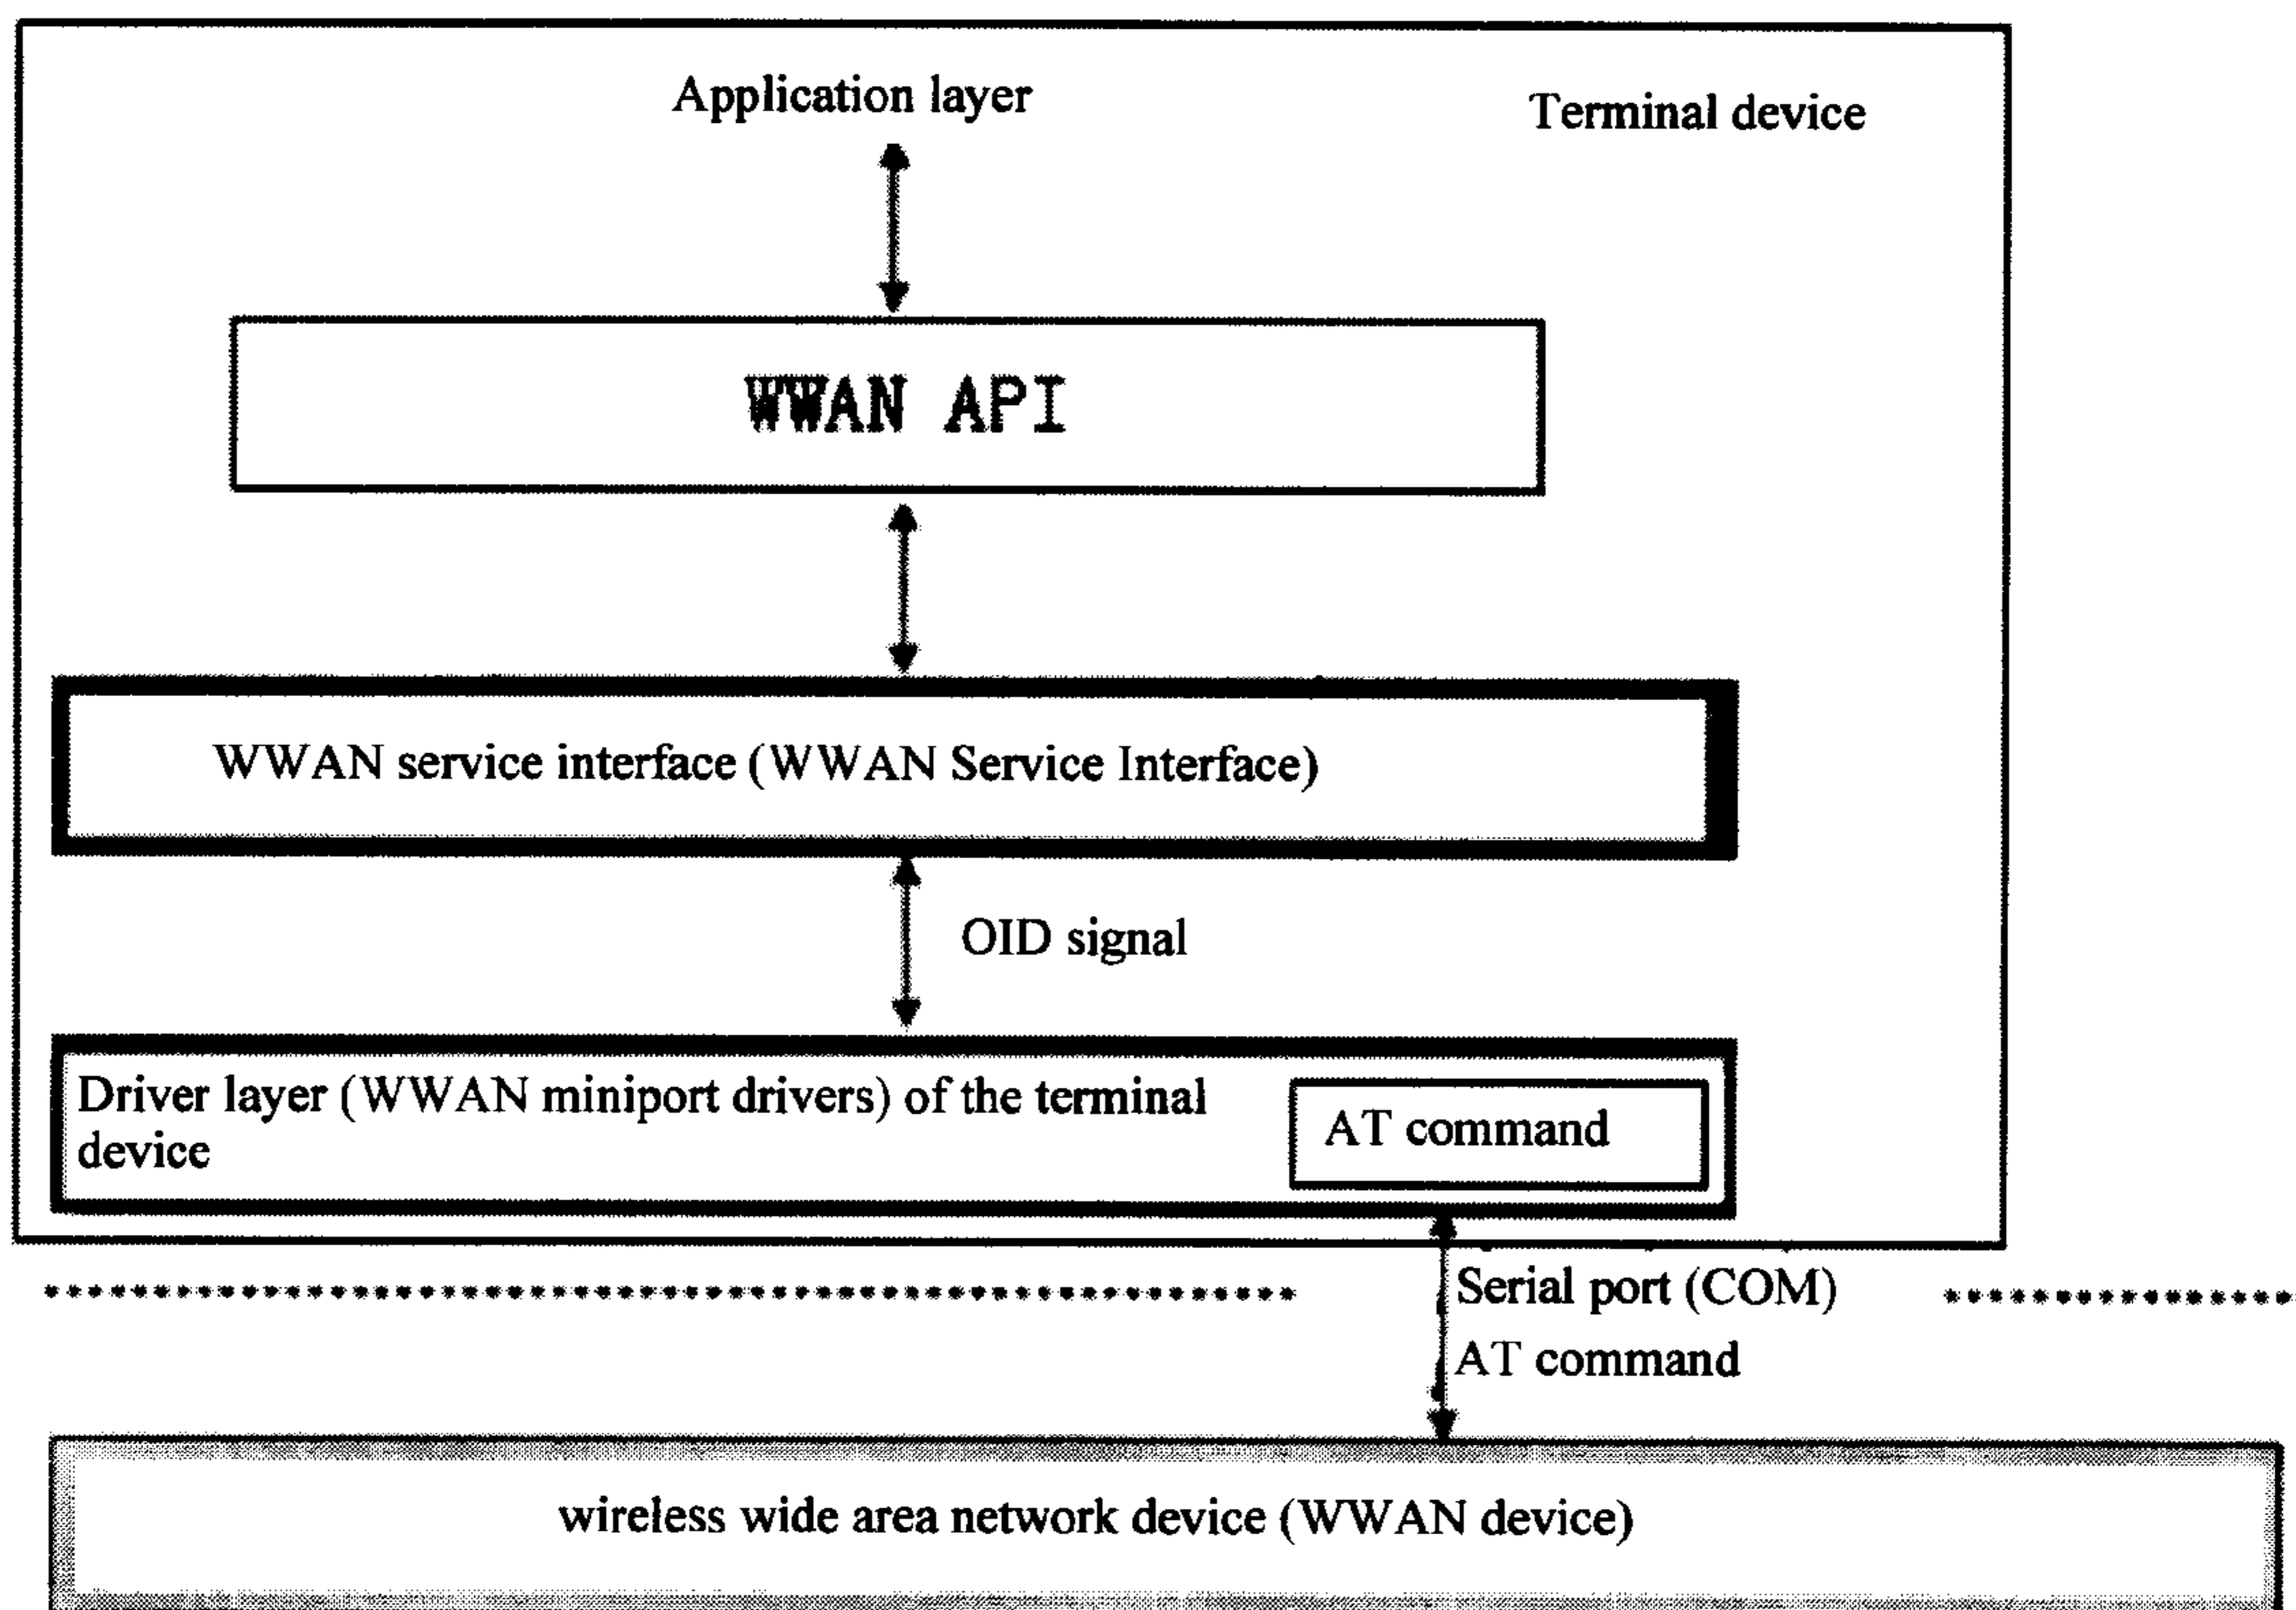 Application layer
Terminal device
WWAN API
WWAN service interface (WWAN Service Interface)
OID signal
Driver layer (WWAN miniport drivers) of the terminal
device
AT command
Serial port (COM)
AT command
wireless wide area network device (WWAN device)